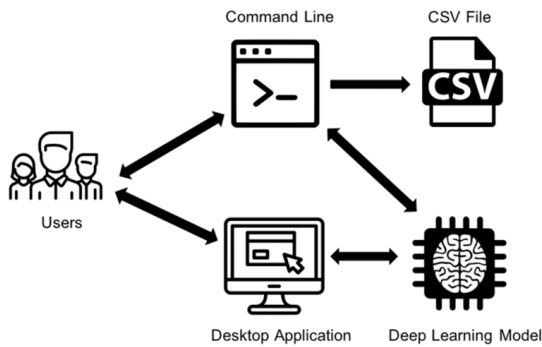 Command Line
CSV File
CSV
Users
Desktop Application
Deep Learning Model